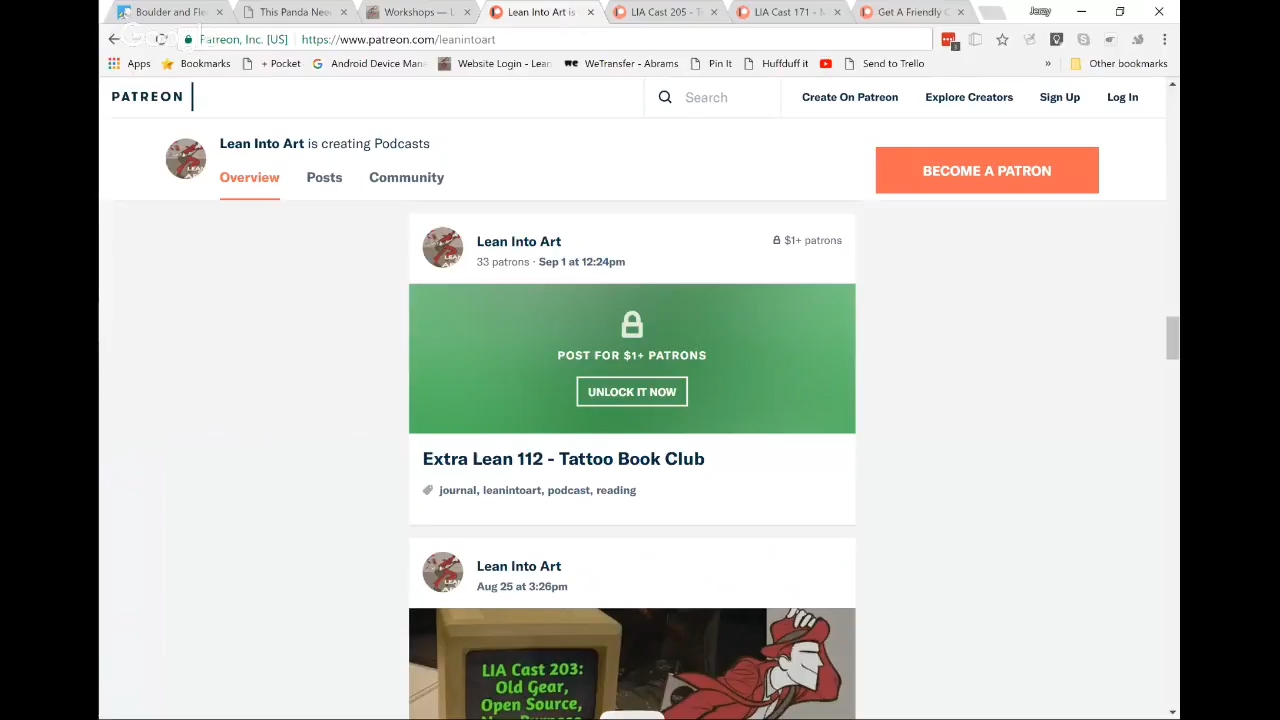 Boulder and Fle
This Panda Nee
Workshops — L
Lean Into Art is
LIA Cast 205 - T
LIA Cast 171 - N
Get A Friendly C
Jerzy
Patreon, Inc. [US]
https://www.patreon.com/leanintoart
Apps
Bookmarks
+ Pocket
Android Device Man
Website Login - Lean
WeTransfer - Abrams
Pin It
Huffduff it
Send to Trello
»
Other bookmarks
PATREON
Search
Create On Patreon
Explore Creators
Sign Up
Log In
Lean Into Art is creating Podcasts
Overview
Posts
Community
BECOME A PATRON
Lean Into Art
$1+ patrons
33 patrons · Sep 1 at 12:24pm
POST FOR $1+ PATRONS
UNLOCK IT NOW
Extra Lean 112 - Tattoo Book Club
journal, leanintoart, podcast, reading
Lean Into Art
Aug 25 at 3:26pm
LIA Cast 203:
Old Gear,
Open Source,